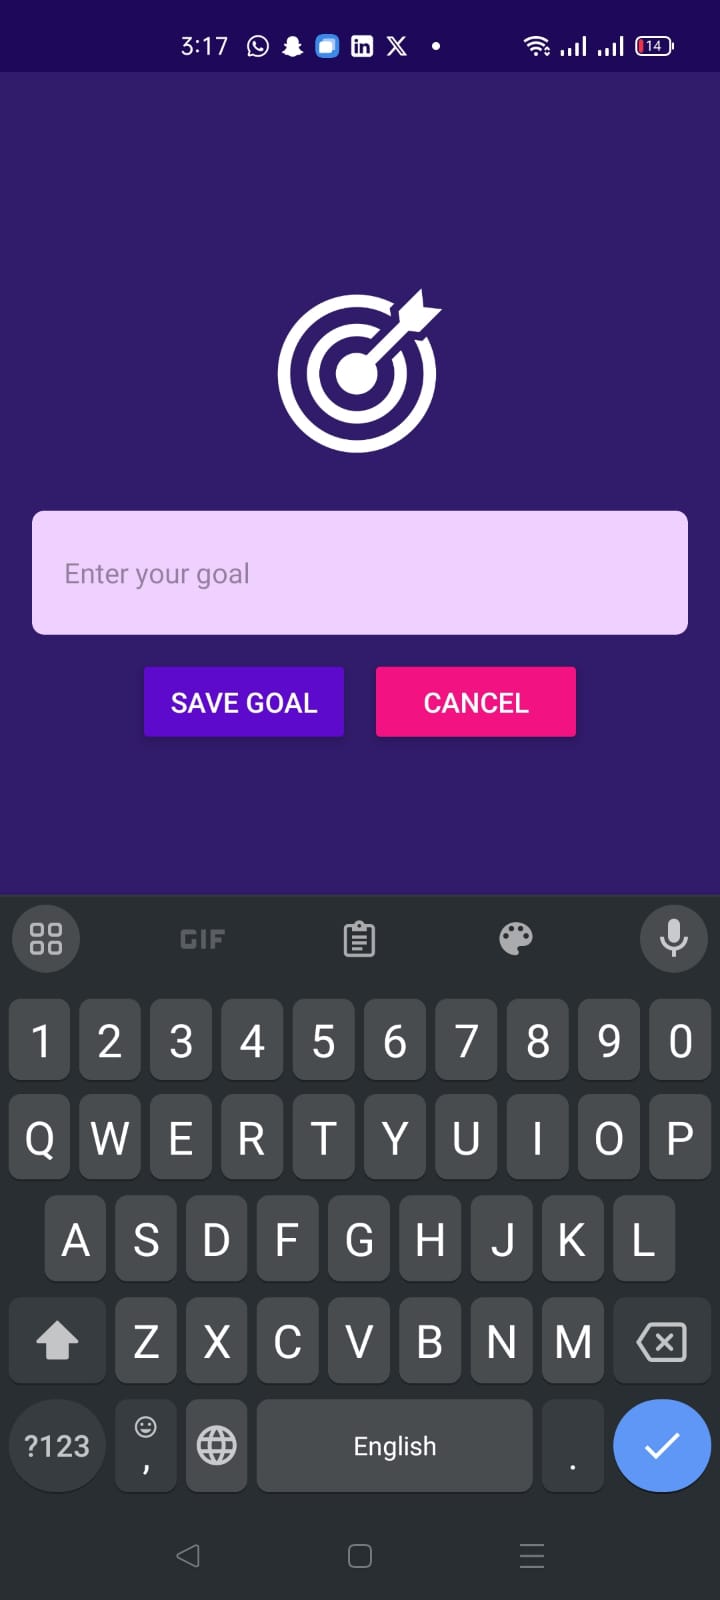 3:17 in X 14
Enter your goal
SAVE GOAL CANCEL
GIF
1 2 3 4 5 6 7 8 9 0
Q W E R T Y U I O P
A S D F G H J K L
Z X C V B N M
?123 , English .